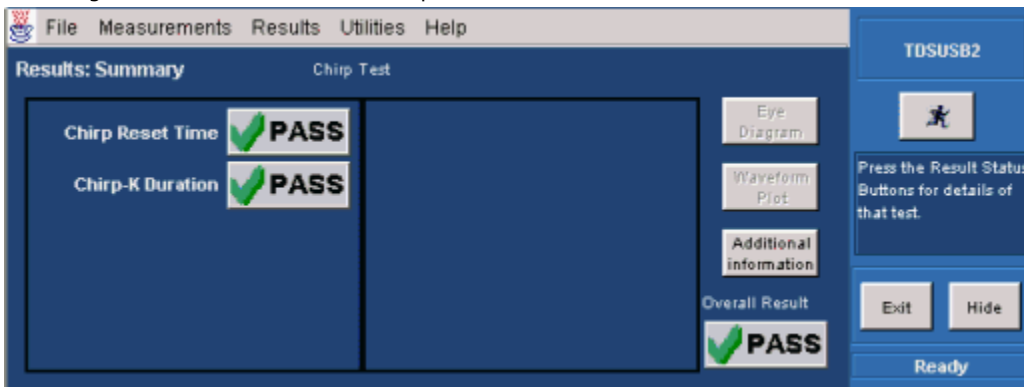 File Measurements Results Utilities Help
Results: Summary
Chirp Test
Chirp Reset Time PASS
Chirp-K Duration PASS
Eye
Diagram
Waveform
Plot
Additional
information
Overall Result
PASS
TDSUSB2
Press the Result Status
Buttons for details of
that test.
Exit
Hide
Ready